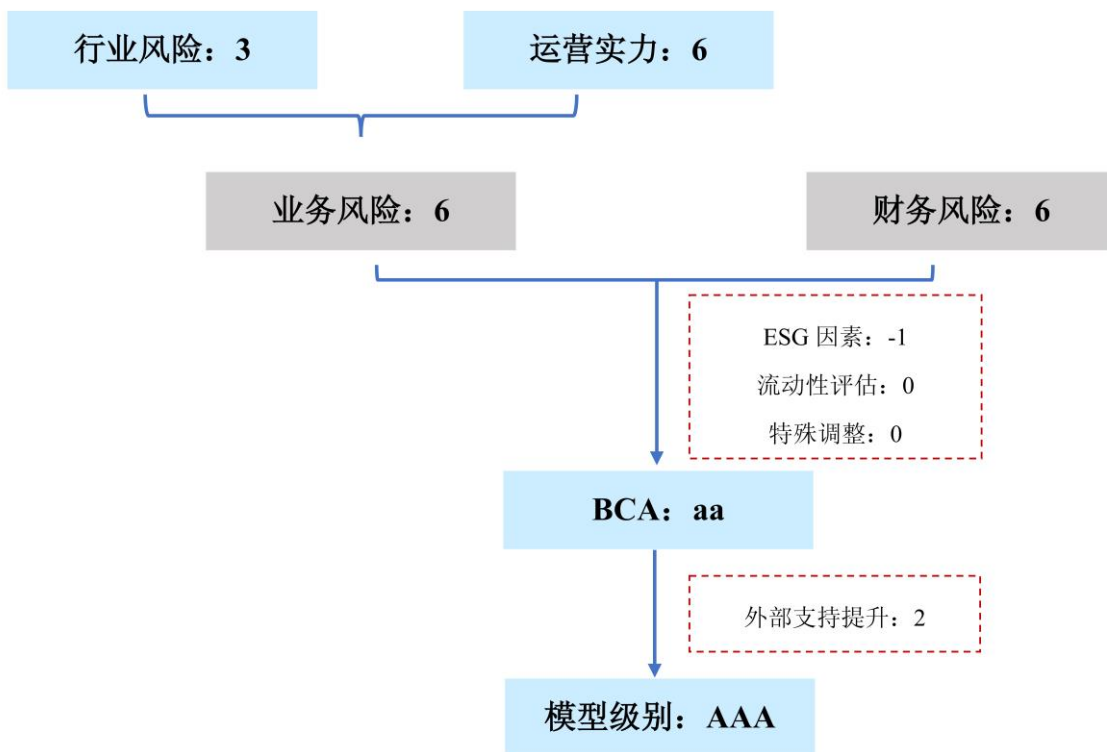 行业风险：3
运营实力：6
业务风险：6
财务风险：6
ESG 因素：-1
流动性评估：0
特殊调整：0
BCA：aa
外部支持提升：2
模型级别：AAA